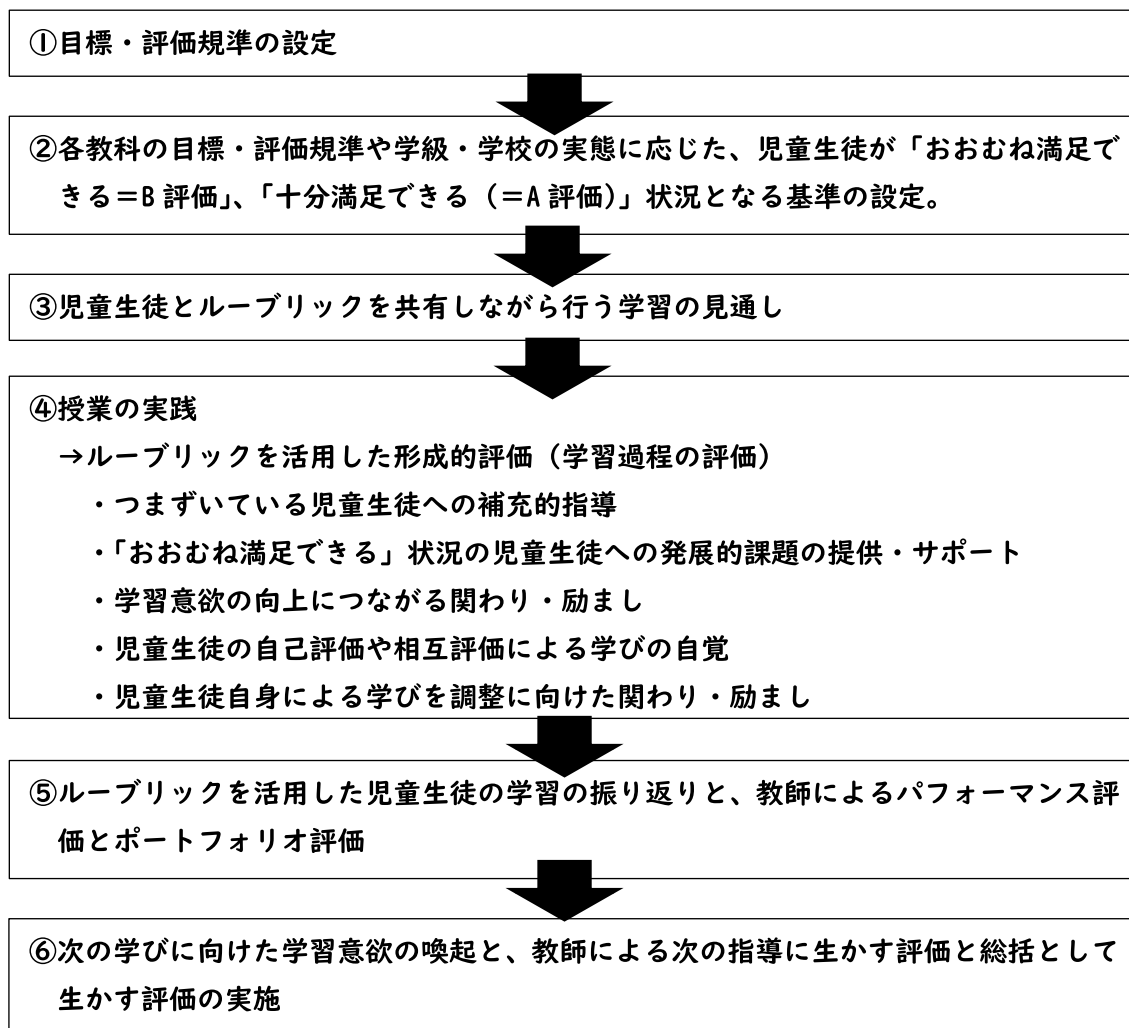 ①目標・評価規準の設定
②各教科の目標・評価規準や学級・学校の実態に応じた、児童生徒が「おおむね満足で
きる＝B 評価」、「十分満足できる（＝A 評価）」状況となる基準の設定。
③児童生徒とルーブリックを共有しながら行う学習の見通し
④授業の実践
→ルーブリックを活用した形成的評価（学習過程の評価）
・つまずいている児童生徒への補充的指導
・「おおむね満足できる」状況の児童生徒への発展的課題の提供・サポート
・学習意欲の向上につながる関わり・励まし
・児童生徒の自己評価や相互評価による学びの自覚
・児童生徒自身による学びを調整に向けた関わり・励まし
⑤ルーブリックを活用した児童生徒の学習の振り返りと、教師によるパフォーマンス評
価とポートフォリオ評価
⑥次の学びに向けた学習意欲の喚起と、教師による次の指導に生かす評価と総括として
生かす評価の実施